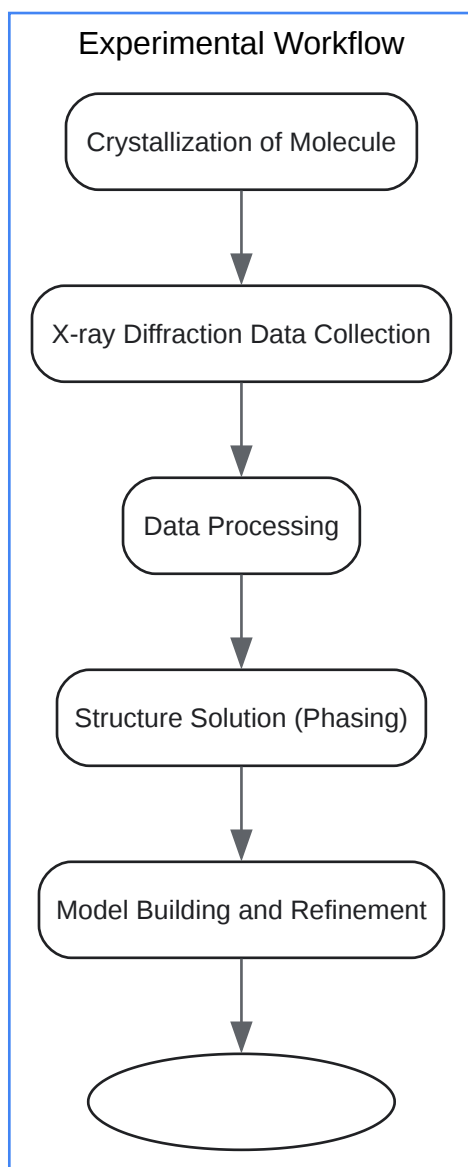 Experimental Workflow
Crystallization of Molecule
X-ray Diffraction Data Collection
Data Processing
Structure Solution (Phasing)
Model Building and Refinement